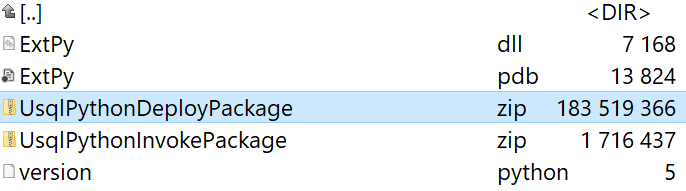 [..] <DIR>
ExtPy dll 7 168
ExtPy pdb 13 824
UsqlPythonDeployPackage zip 183 519 366
UsqlPythonInvokePackage zip 1 716 437
version python 5